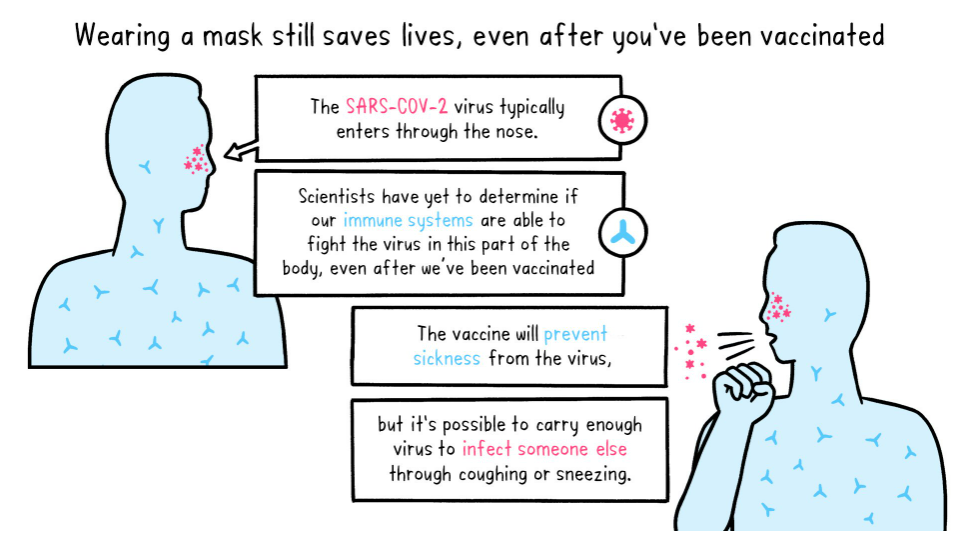 Wearing a mask still saves lives, even after you've been vaccinated
The SARS-COV-2 virus typically
enters through the nose.
Scientists have yet to determine if
our immune systems are able to
fight the virus in this part of the
body, even after we've been vaccinated
The vaccine will prevent
sickness from the virus,
but it's possible to carry enough
virus to infect someone else
through coughing or sneezing.